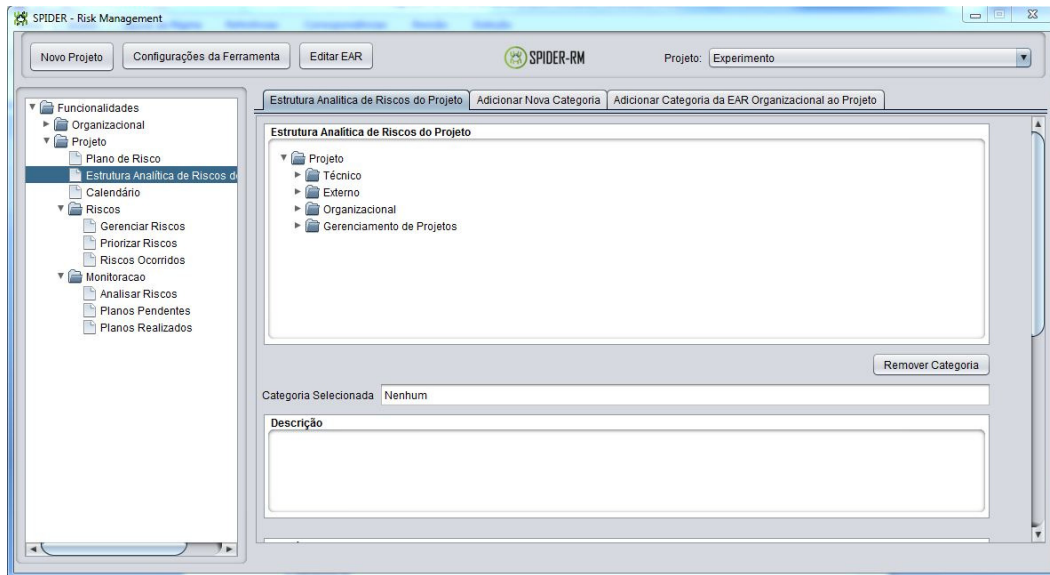 SPIDER - Risk Management
Novo Projeto
Configurações da Ferramenta
Editar EAR
SPIDER-RM
Projeto: Experimento
Funcionalidades
Organizacional
Projeto
Plano de Risco
Estrutura Analítica de Riscos d
Calendário
Riscos
Gerenciar Riscos
Priorizar Riscos
Riscos Ocorridos
Monitoracao
Analisar Riscos
Planos Pendentes
Planos Realizados
Estrutura Analitica de Riscos do Projeto
Adicionar Nova Categoria
Adicionar Categoria da EAR Organizacional ao Projeto
Estrutura Analitica de Riscos do Projeto
Projeto
Técnico
Externo
Organizacional
Gerenciamento de Projetos
Remover Categoria
Categoria Selecionada Nenhum
Descrição